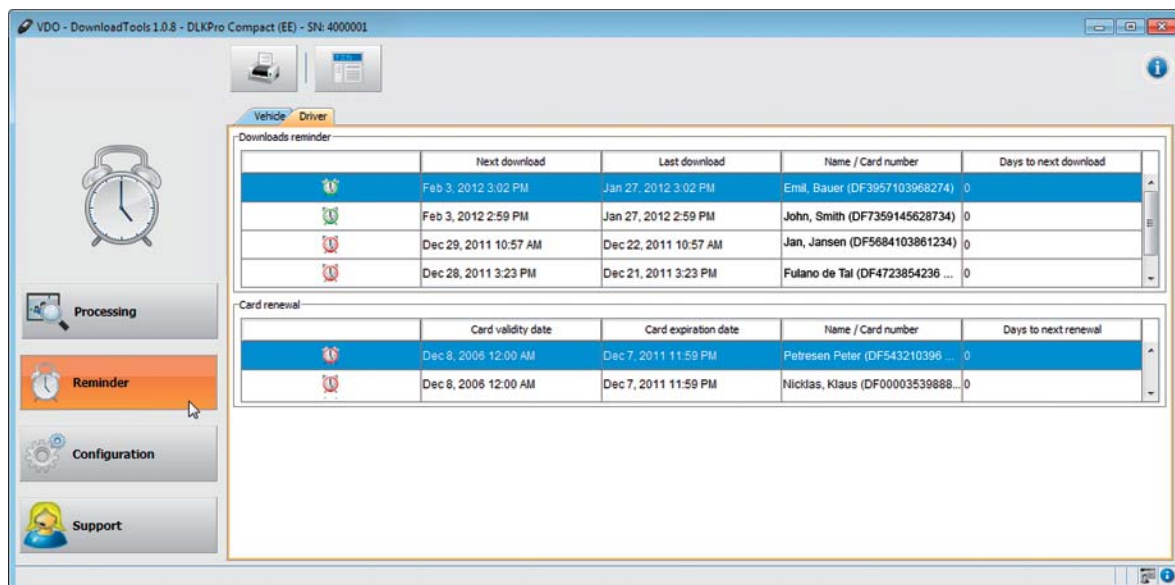 VDO - DownloadTools 1.0.8 - DLKPro Compact (EE) - SN: 4000001
Vehicle Driver
Downloads reminder
Next download Last download Name / Card number Days to next download
Feb 3, 2012 3:02 PM Jan 27, 2012 3:02 PM Emil, Bauer (DF3957103968274) 0
Feb 3, 2012 2:59 PM Jan 27, 2012 2:59 PM John, Smith (DF7359145628734) 0
Dec 29, 2011 10:57 AM Dec 22, 2011 10:57 AM Jan, Jansen (DF5684103861234) 0
Dec 28, 2011 3:23 PM Dec 21, 2011 3:23 PM Fulano de Tal (DF4723854236 ... 0
Card renewal
Card validity date Card expiration date Name / Card number Days to next renewal
Dec 8, 2006 12:00 AM Dec 7, 2011 11:59 PM Petresen Peter (DF543210396 ... 0
Dec 8, 2006 12:00 AM Dec 7, 2011 11:59 PM Nicklas, Klaus (DF00003539888... 0
Processing
Reminder
Configuration
Support